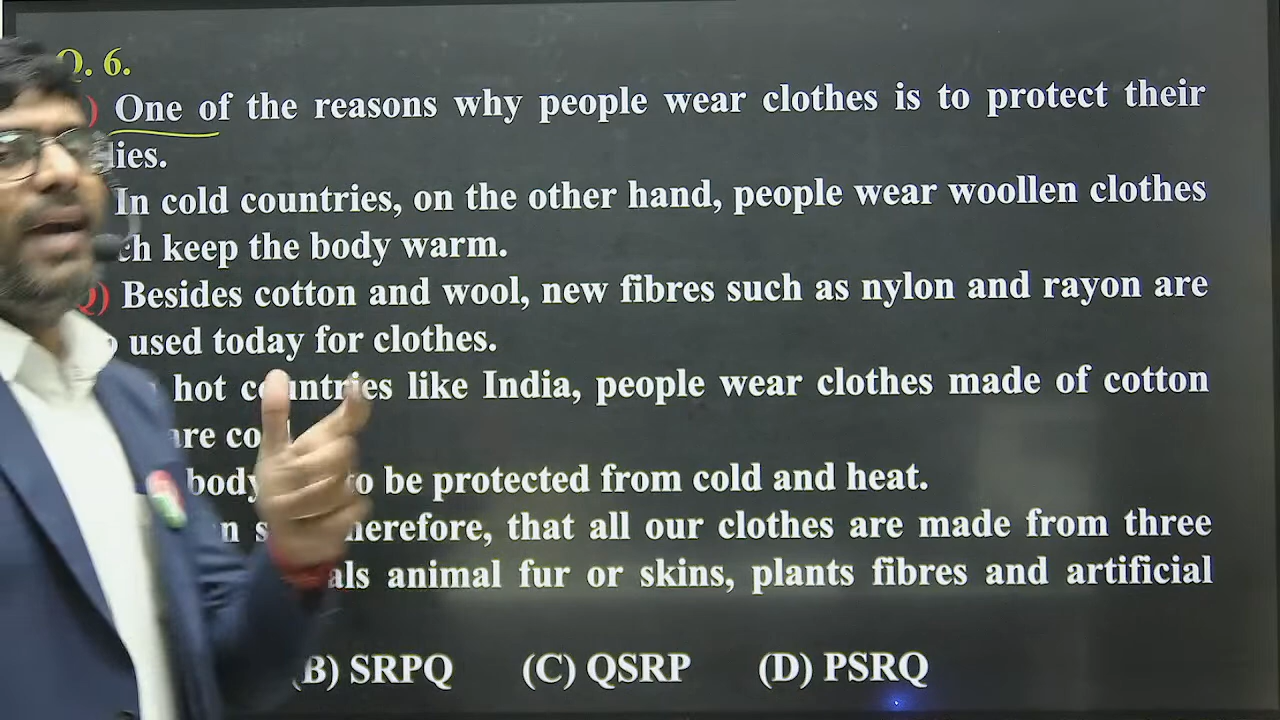 Q. 6.
) One of the reasons why people wear clothes is to protect their
dies.
In cold countries, on the other hand, people wear woollen clothes
ch keep the body warm.
Q) Besides cotton and wool, new fibres such as nylon and rayon are
used today for clothes.
hot countries like India, people wear clothes made of cotton
are
body to be protected from cold and heat.
herefore, that all our clothes are made from three
als animal fur or skins, plants fibres and artificial
(B) SRPQ (C) QSRP (D) PSRQ